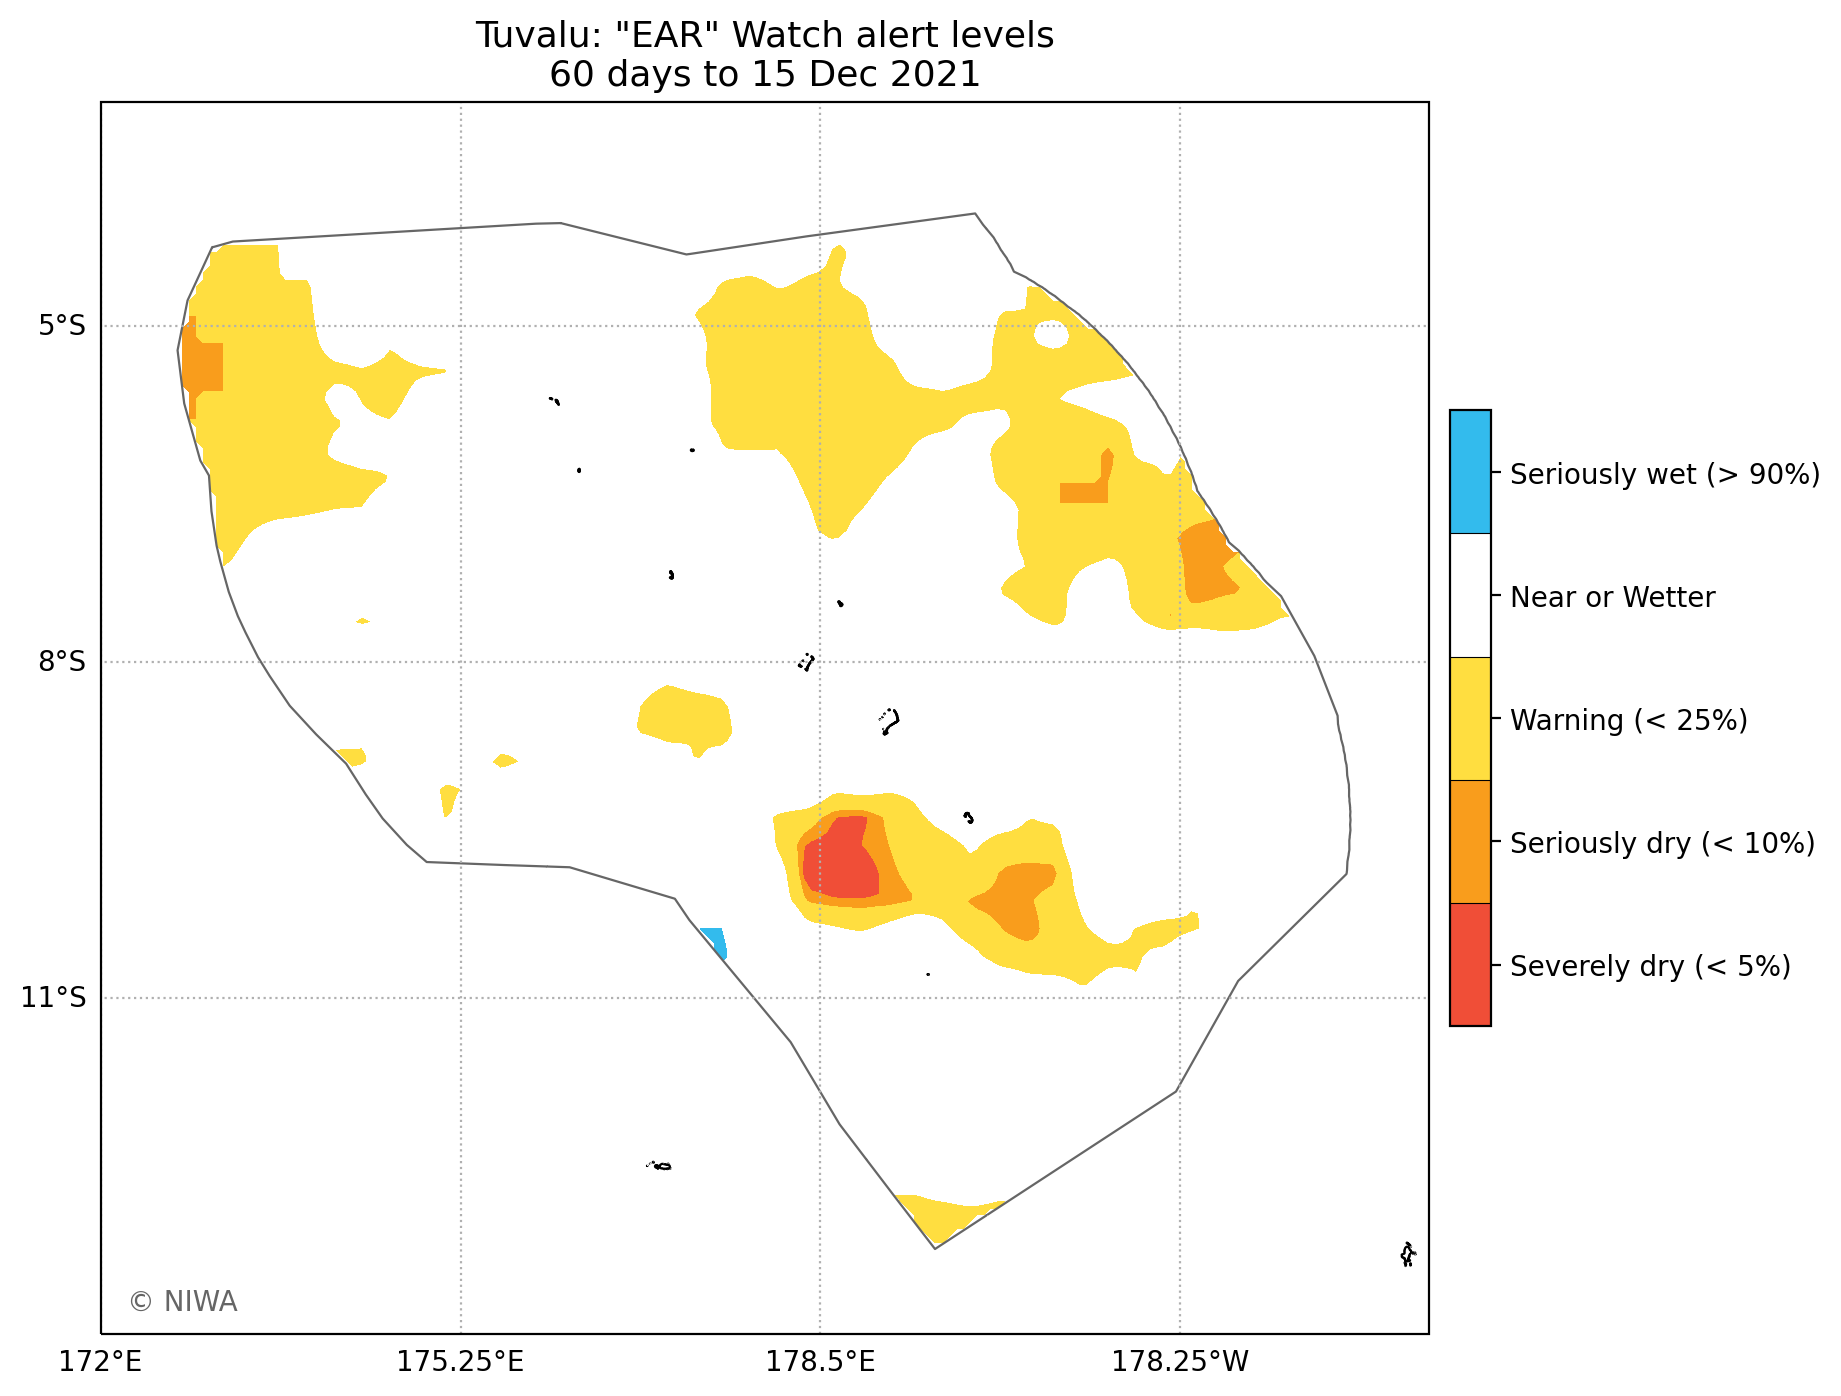 Tuvalu: "EAR" Watch alert levels
60 days to 15 Dec 2021
5°S
8°S
11°S
172°E
175.25°E
178.5°E
178.25°W
© NIWA
Seriously wet (> 90%)
Near or Wetter
Warning (< 25%)
Seriously dry (< 10%)
Severely dry (< 5%)